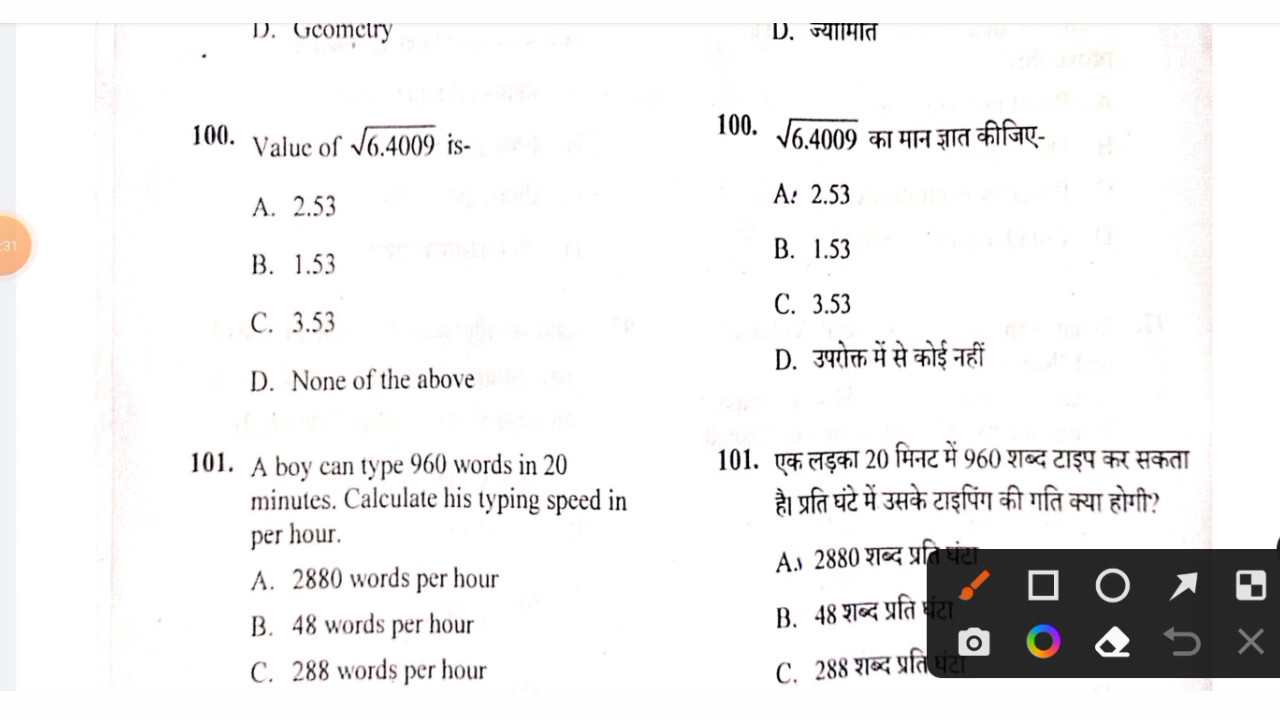 D. Geometry
100. Value of √6.4009 is-
A. 2.53
B. 1.53
C. 3.53
D. None of the above
101. A boy can type 960 words in 20
minutes. Calculate his typing speed in
per hour.
A. 2880 words per hour
B. 48 words per hour
C. 288 words per hour
D. ज्यामिति
100. √6.4009 का मान ज्ञात कीजिए-
A. 2.53
B. 1.53
C. 3.53
D. उपरोक्त में से कोई नहीं
101. एक लड़का 20 मिनट में 960 शब्द टाइप कर सकता
है। प्रति घंटे में उसके टाइपिंग की गति क्या होगी?
A. 2880 शब्द प्रति घंटा
B. 48 शब्द प्रति घंटा
C. 288 शब्द प्रति घंटा
:31